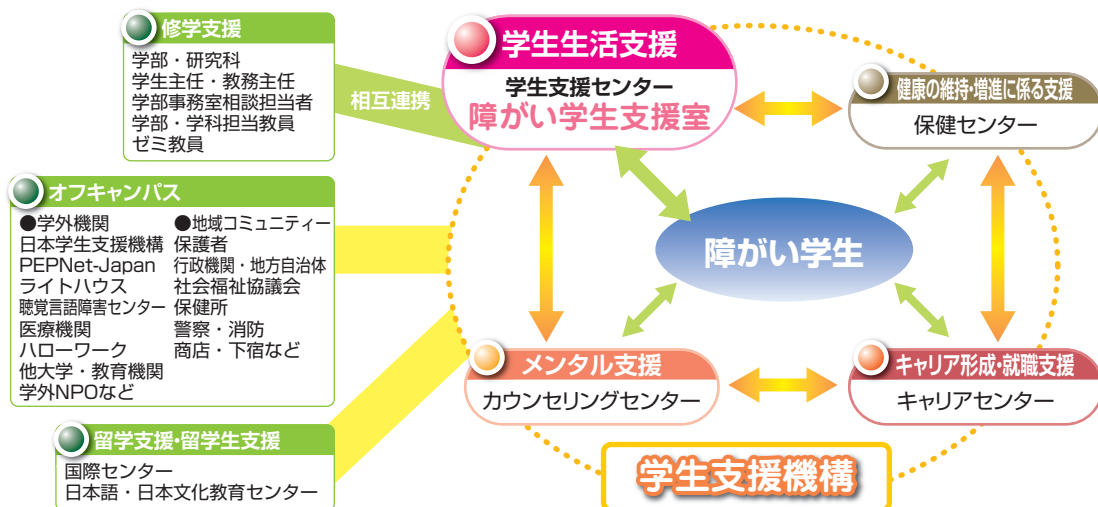 修学支援
学部・研究科
学生主任・教務主任
学部事務室相談担当者
学部・学科担当教員
ゼミ教員
相互連携
学生生活支援
学生支援センター
障がい学生支援室
健康の維持・増進に係る支援
保健センター
オフキャンパス
●学外機関
日本学生支援機構
PEPNet-Japan
ライトハウス
聴覚言語障害センター
医療機関
ハローワーク
他大学・教育機関
学外NPOなど
●地域コミュニティー
保護者
行政機関・地方自治体
社会福祉協議会
保健所
警察・消防
商店・下宿など
障がい学生
メンタル支援
カウンセリングセンター
キャリア形成・就職支援
キャリアセンター
留学支援・留学生支援
国際センター
日本語・日本文化教育センター
学生支援機構